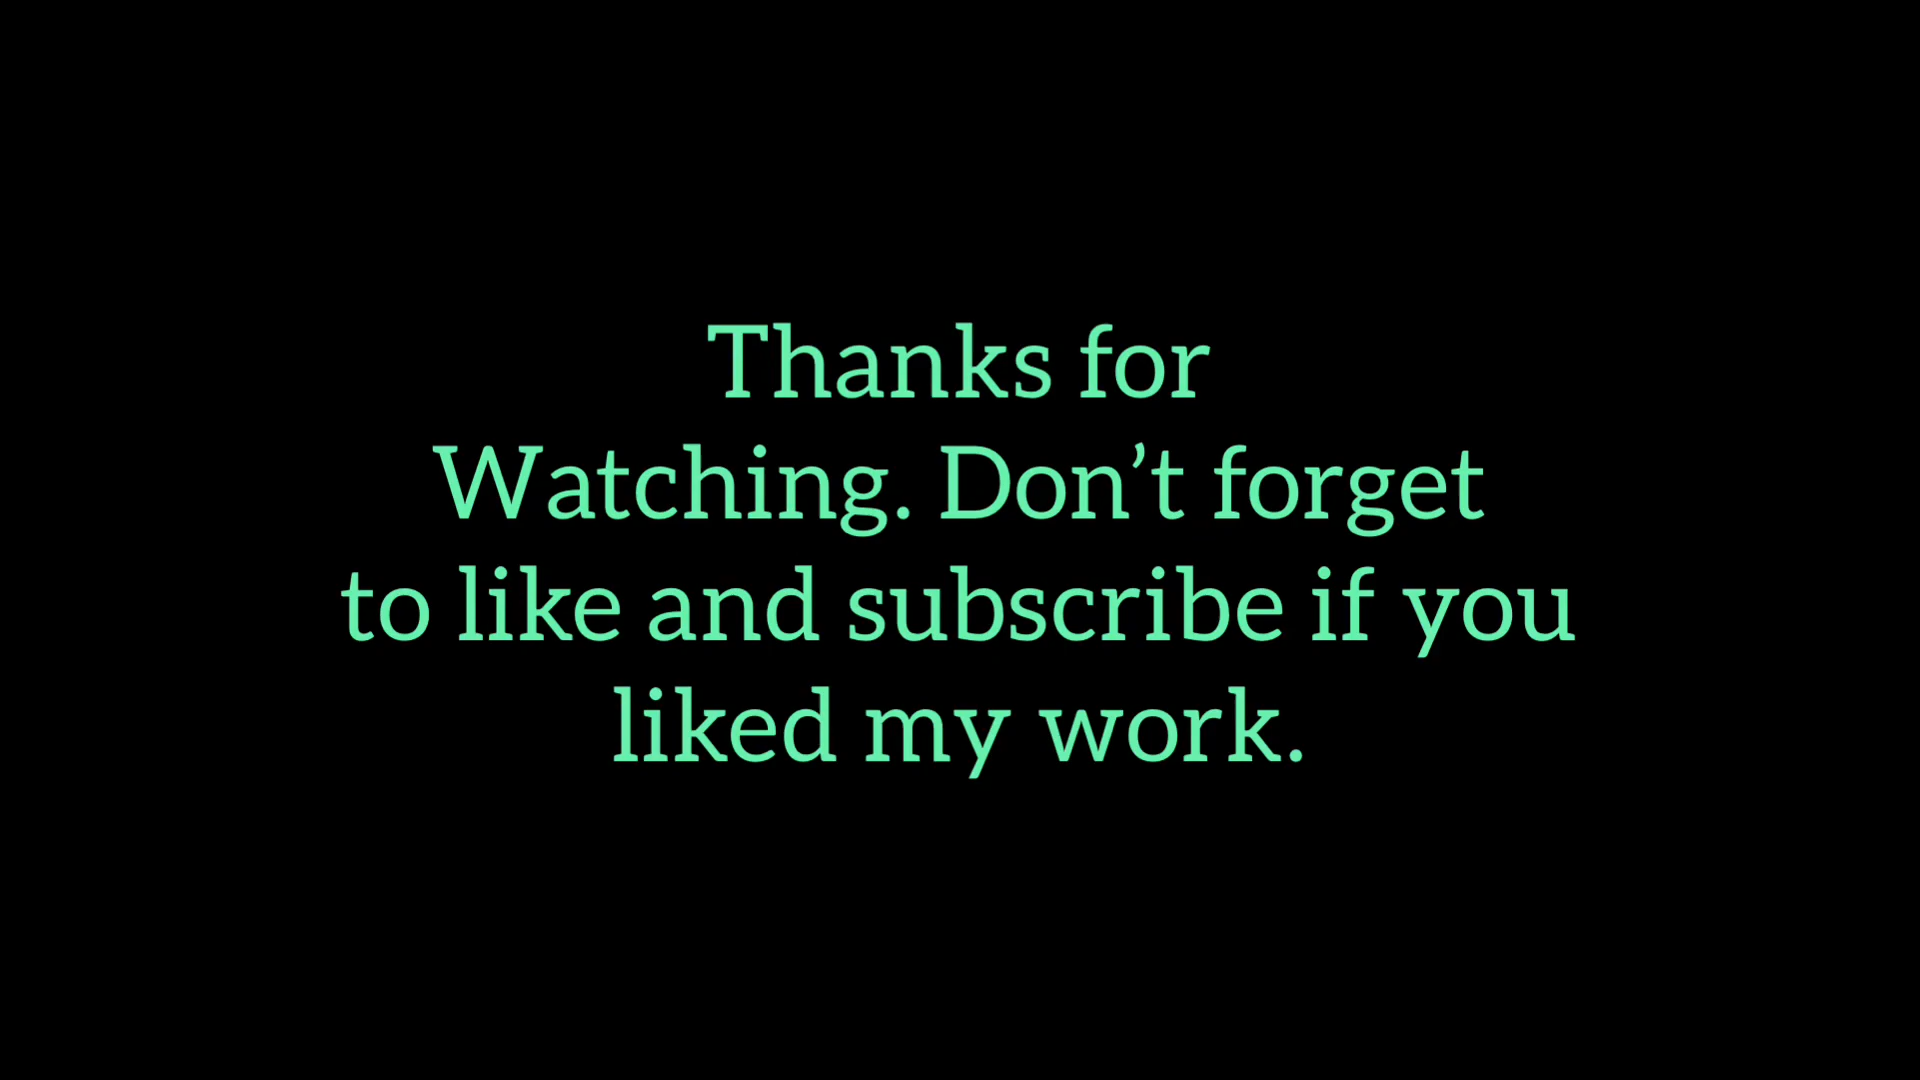 Thanks for
Watching. Don’t forget
to like and subscribe if you
liked my work.